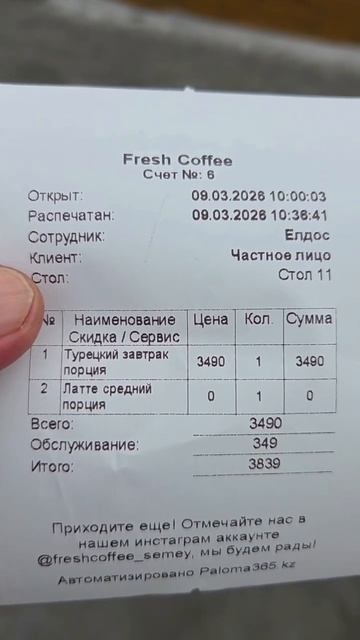 Fresh Coffee
Счет №: 6
Открыт: 09.03.2026 10:00:03
Распечатан: 09.03.2026 10:36:41
Сотрудник: Елдос
Клиент: Частное лицо
Стол: Стол 11
№ Наименование Цена Кол. Сумма
Скидка / Сервис
1 Турецкий завтрак 3490 1 3490
порция
2 Латте средний 0 1 0
порция
Всего: 3490
Обслуживание: 349
Итого: 3839
Приходите еще! Отмечайте нас в
нашем инстаграм аккаунте
@freshcoffee_semey, мы будем рады!
Автоматизировано Paloma365.kz